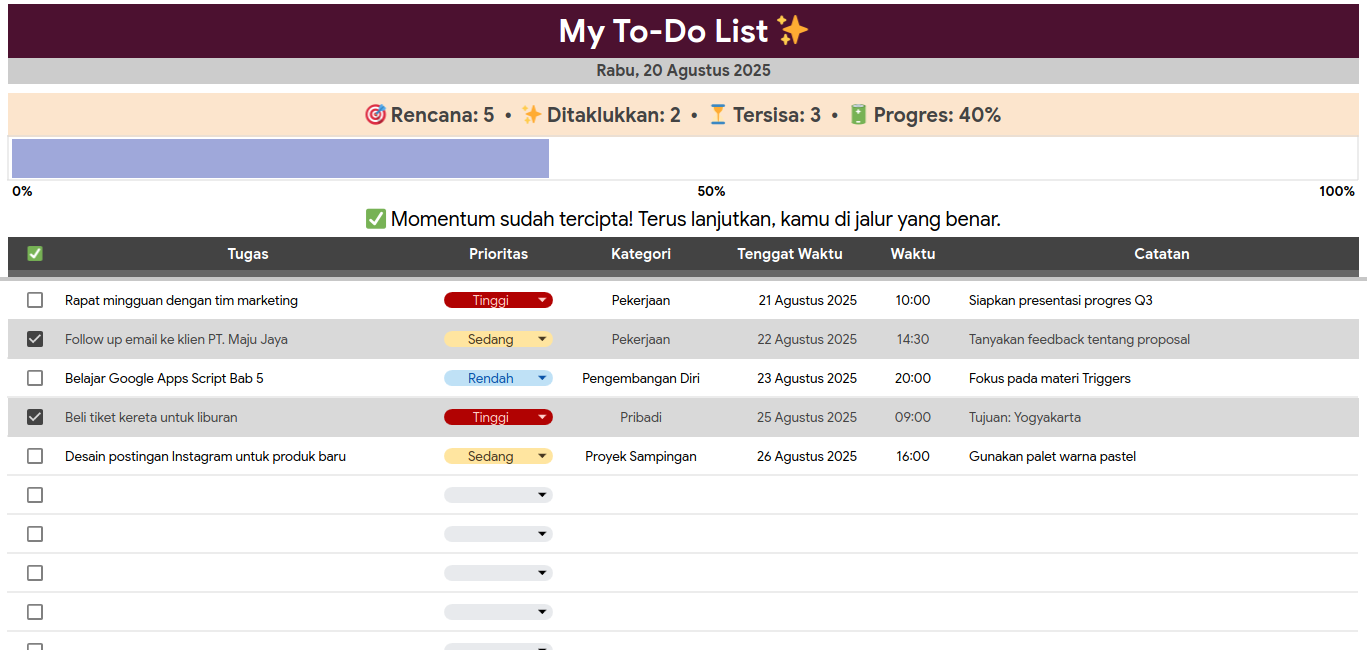 My To-Do List ✨
Rabu, 20 Agustus 2025
🎯 Rencana: 5 • ✨ Ditaklukkan: 2 • ⏳ Tersisa: 3 • 🔋 Progres: 40%
0% 50% 100%
✅ Momentum sudah tercipta! Terus lanjutkan, kamu di jalur yang benar.
✅ Tugas Prioritas Kategori Tenggat Waktu Waktu Catatan
Rapat mingguan dengan tim marketing Tinggi Pekerjaan 21 Agustus 2025 10:00 Siapkan presentasi progres Q3
Follow up email ke klien PT. Maju Jaya Sedang Pekerjaan 22 Agustus 2025 14:30 Tanyakan feedback tentang proposal
Belajar Google Apps Script Bab 5 Rendah Pengembangan Diri 23 Agustus 2025 20:00 Fokus pada materi Triggers
Beli tiket kereta untuk liburan Tinggi Pribadi 25 Agustus 2025 09:00 Tujuan: Yogyakarta
Desain postingan Instagram untuk produk baru Sedang Proyek Sampingan 26 Agustus 2025 16:00 Gunakan palet warna pastel